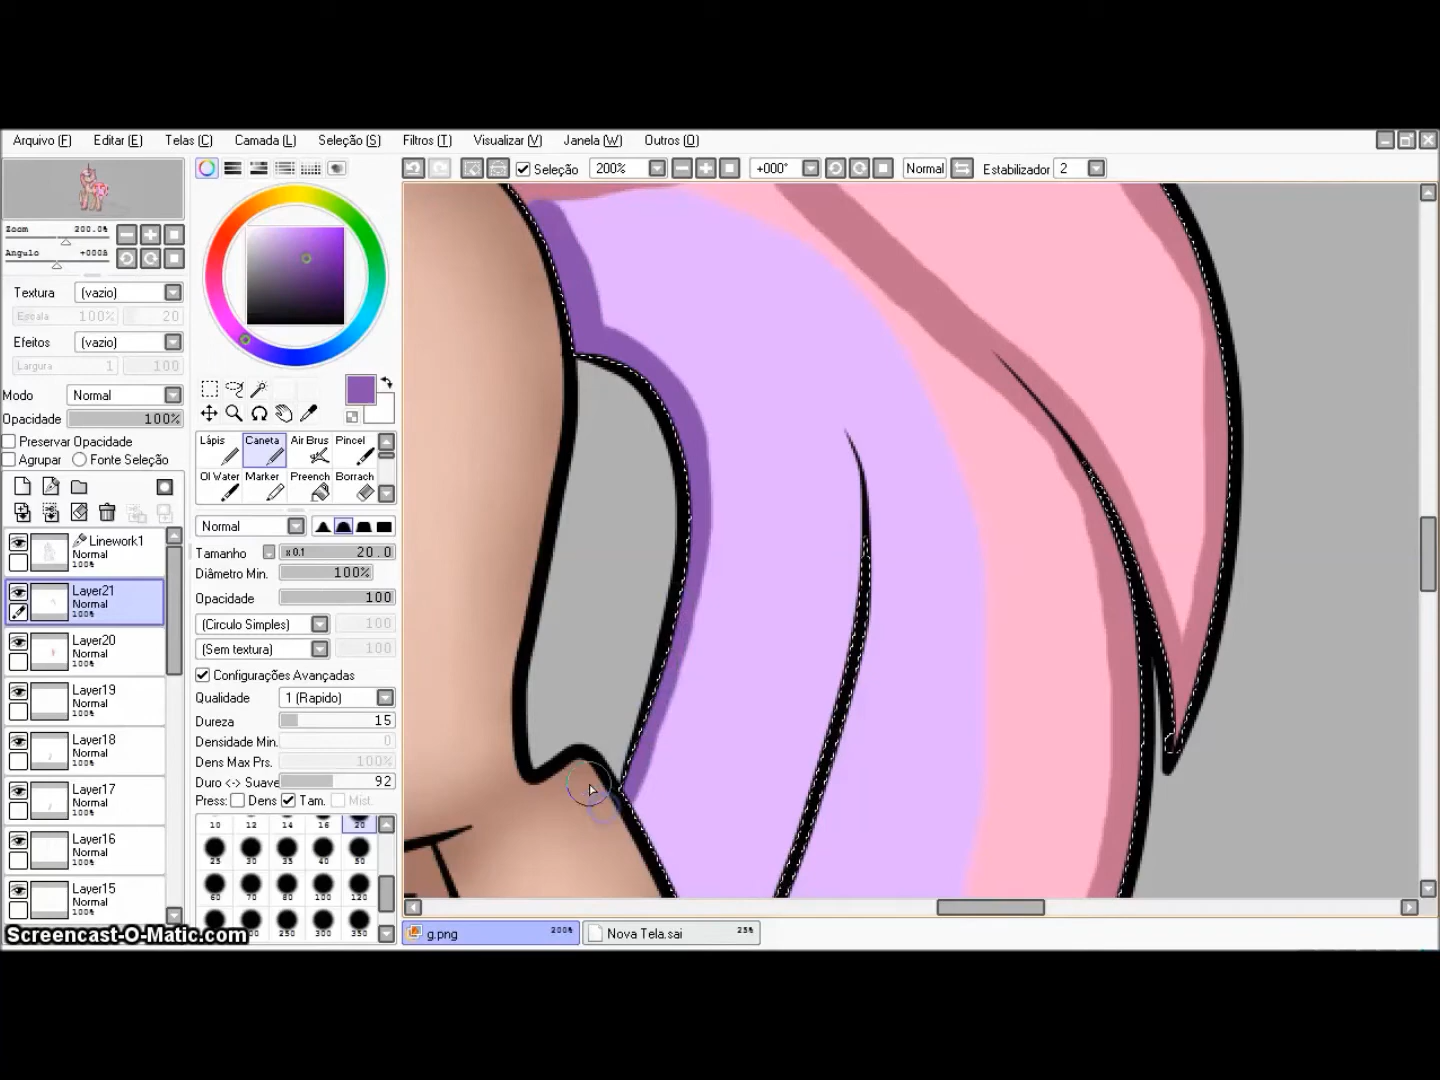 Arquivo (F) Editar (E) Telas (C) Camada (L) Seleção (S) Filtros (T) Visualizar (V) Janela (W) Outros (O)
Seleção 200% +000° Normal Estabilizador 2
Zoom 200.0%
Angulo +000°
Textura (vazio)
Escala 100% 20
Efeitos (vazio)
Largura 1 100
Modo Normal
Opacidade 100%
Preservar Opacidade
Agrupar Fonte Seleção
Linework1
Normal
100%
Layer21
Normal
100%
Layer20
Normal
100%
Layer19
Normal
100%
Layer18
Normal
100%
Layer17
Normal
100%
Layer16
Normal
100%
Layer15
Normal
100%
Lápis Caneta Air Brus Pincel
Ol Water Marker Preench Borrach
Normal
Tamanho x 0.1 20.0
Diâmetro Min. 100%
Opacidade 100
(Circulo Simples) 100
(Sem textura) 100
Configurações Avançadas
Qualidade 1 (Rapido)
Dureza 15
Densidade Min. 0
Dens Max Prs. 100%
Duro <-> Suave 92
Press: Dens Tam. Mist.
10 12 14 16 20
25 30 35 40 50
60 70 80 100 120
250 300 350
g.png 200% Nova Tela.sai 25%
Screencast-O-Matic.com